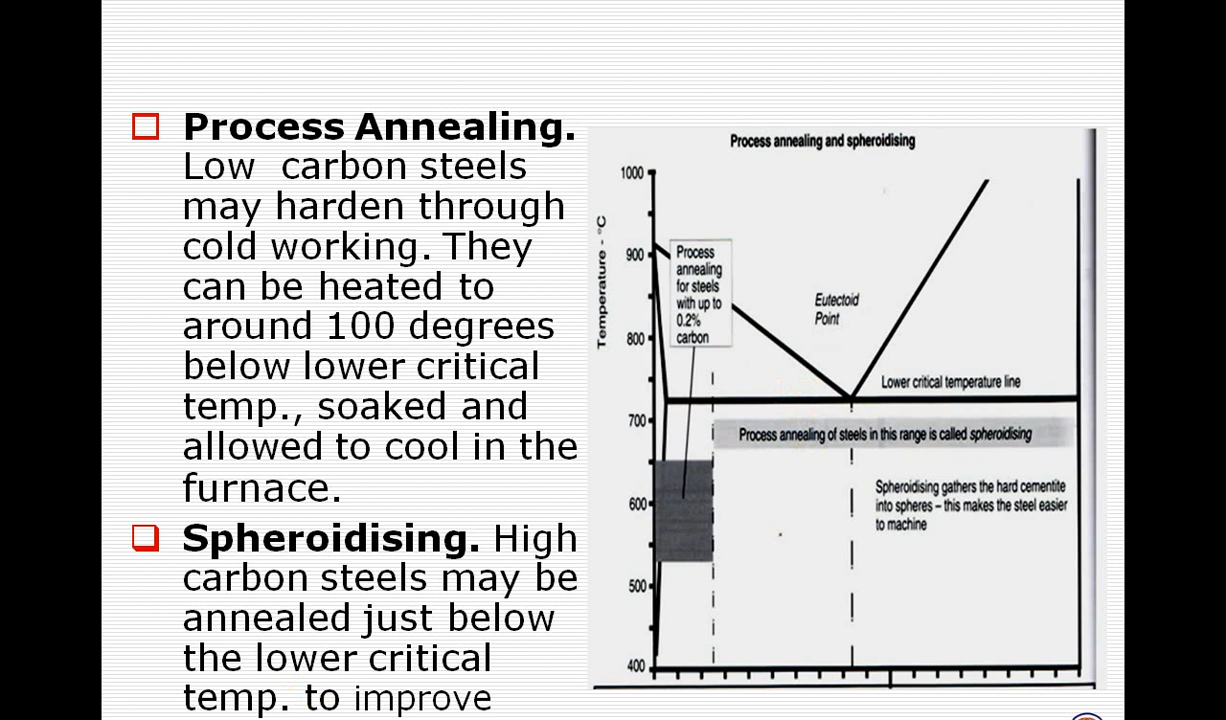 Process Annealing.
Low carbon steels
may harden through
cold working. They
can be heated to
around 100 degrees
below lower critical
temp., soaked and
allowed to cool in the
furnace.
Spheroidising. High
carbon steels may be
annealed just below
the lower critical
temp. to improve
Process annealing and spheroidising
Temperature - °C
1000
900
800
700
600
500
400
Process
annealing
for steels
with up to
0.2%
carbon
Eutectoid
Point
Lower critical temperature line
Process annealing of steels in this range is called spheroidising
Spheroidising gathers the hard cementite
into spheres – this makes the steel easier
to machine